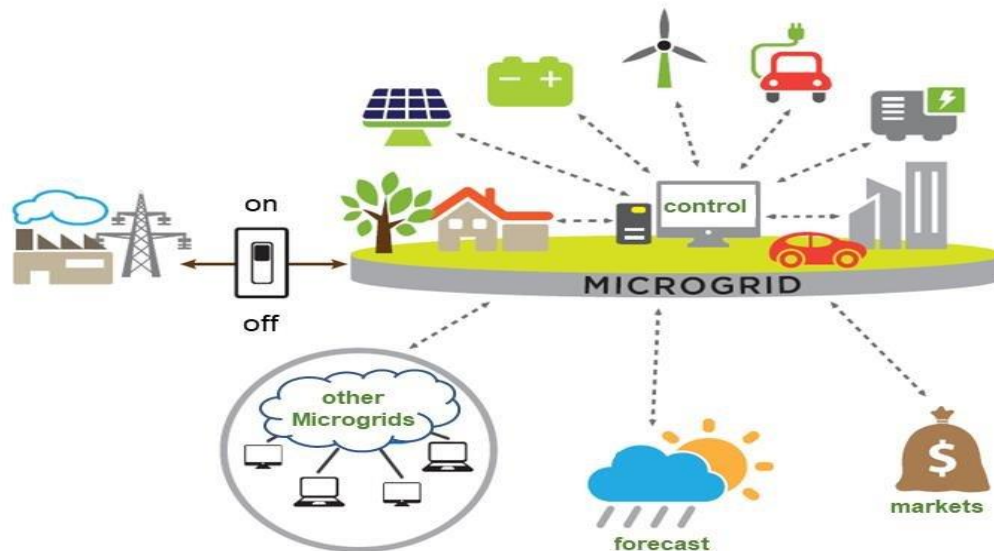 on
control
MICROGRID
off
other
Microgrids
$
markets
forecast